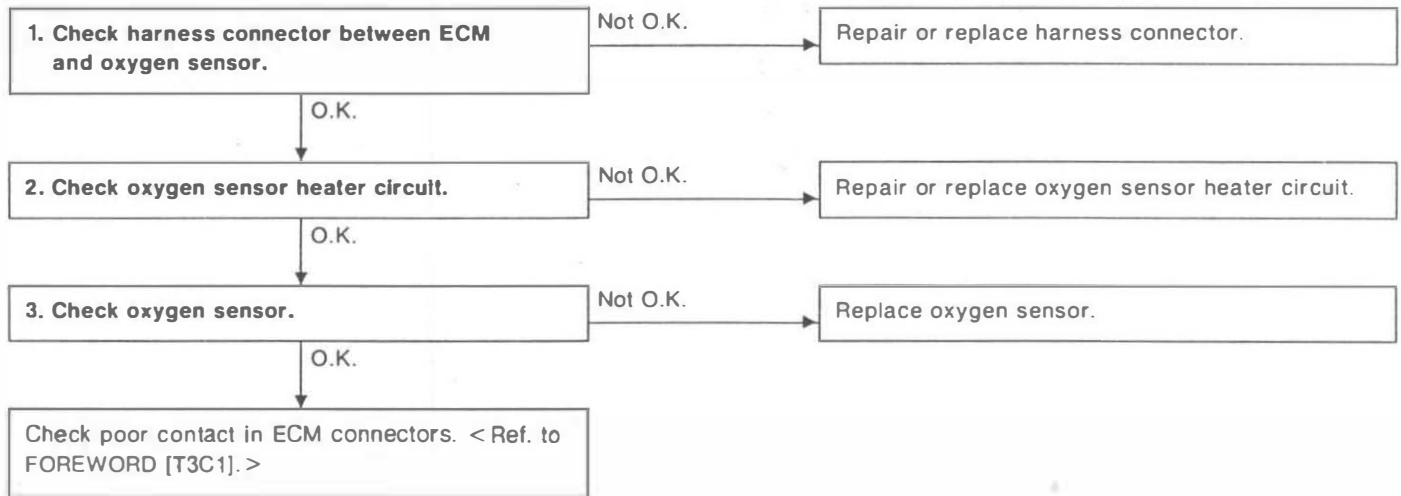 1. Check harness connector between ECM
and oxygen sensor.
Not O.K.
Repair or replace harness connector.
O.K.
2. Check oxygen sensor heater circuit.
Not O.K.
Repair or replace oxygen sensor heater circuit.
O.K.
3. Check oxygen sensor.
Not O.K.
Replace oxygen sensor.
O.K.
Check poor contact in ECM connectors. < Ref. to
FOREWORD [T3C1]. >